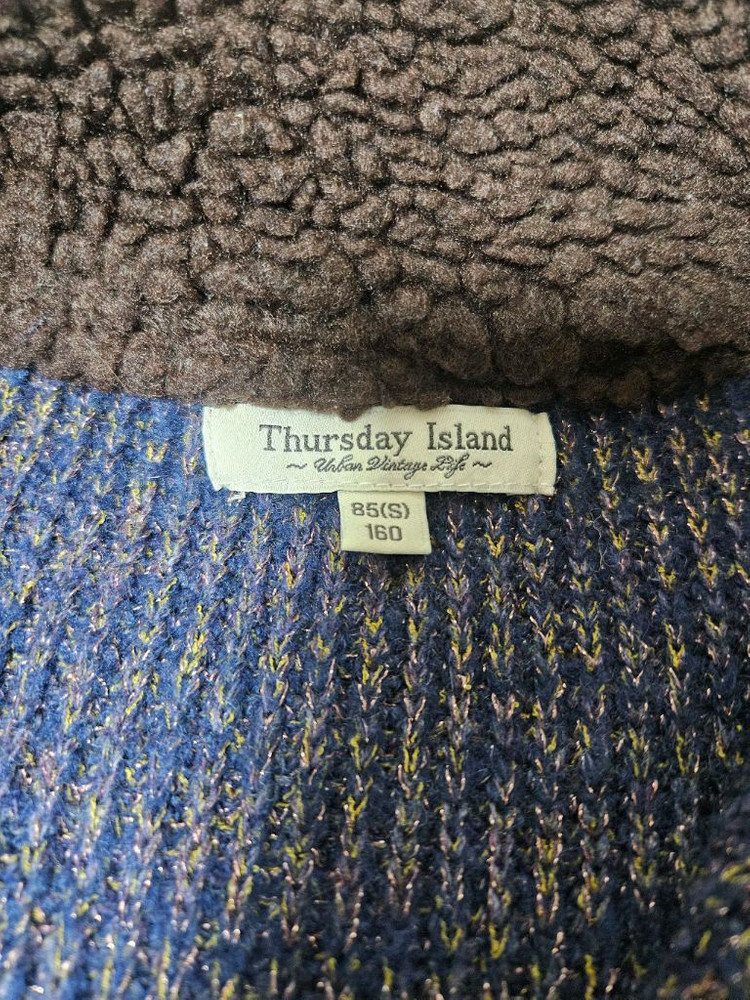 Thursday Island
~ Urban Vintage Life ~
85(S)
160